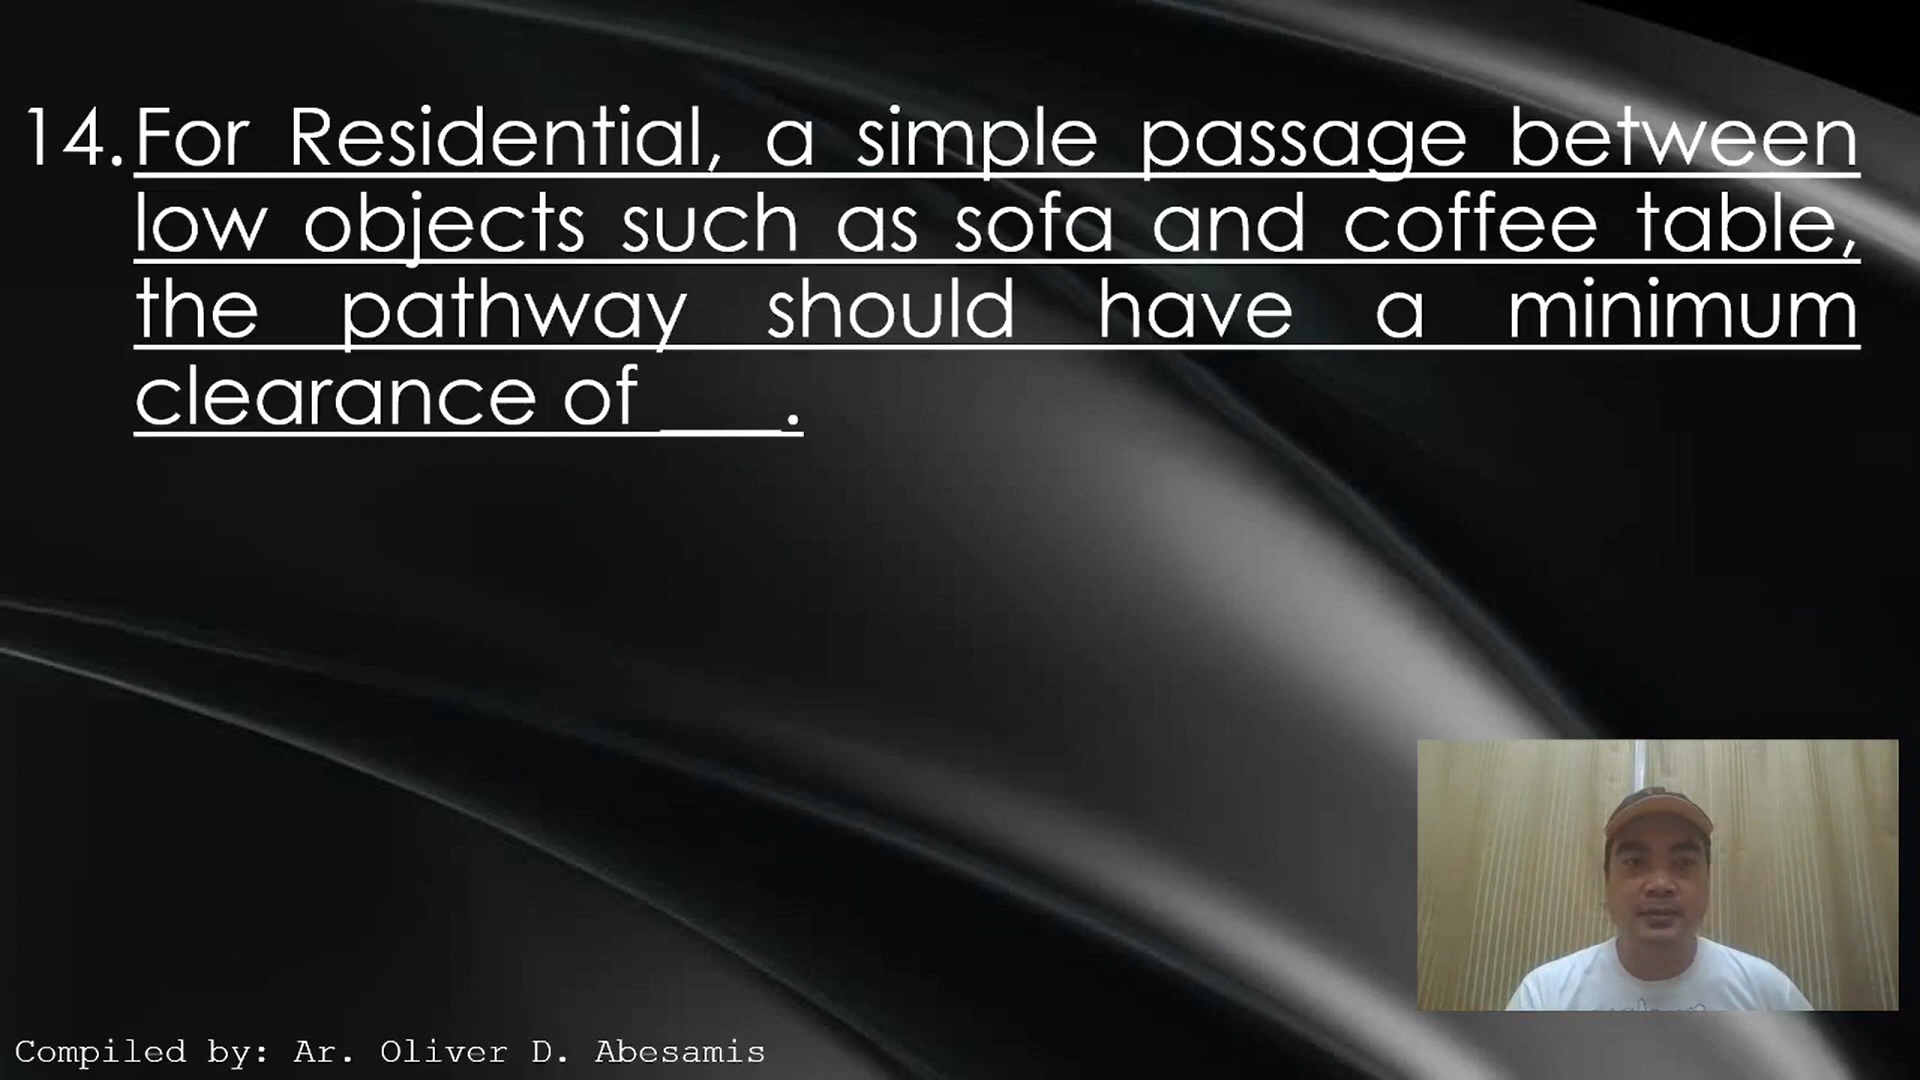 14. For Residential, a simple passage between
low objects such as sofa and coffee table,
the pathway should have a minimum
clearance of ___.
Compiled by: Ar. Oliver D. Abesamis